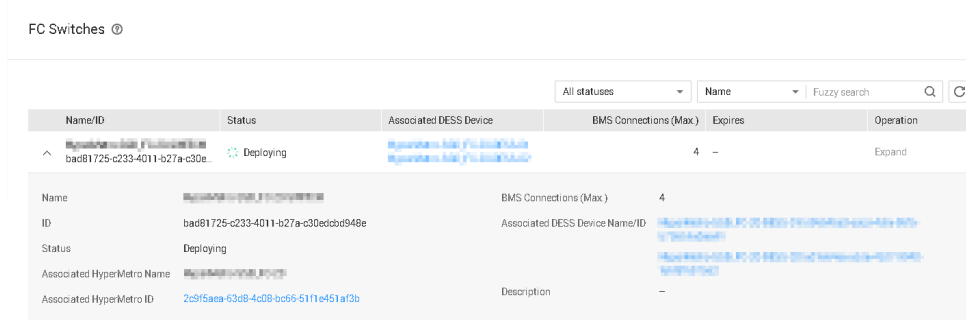 FC Switches
All statuses Name Fuzzy search
Name/ID Status Associated DESS Device BMS Connections (Max.) Expires Operation
bad81725-c233-4011-b27a-c30e... Deploying 4 – Expand
Name BMS Connections (Max.) 4
ID bad81725-c233-4011-b27a-c30edcbd948e Associated DESS Device Name/ID
Status Deploying
Associated HyperMetro Name
Associated HyperMetro ID 2c9f5aea-63d8-4c08-bc66-51f1e451af3b
Description –